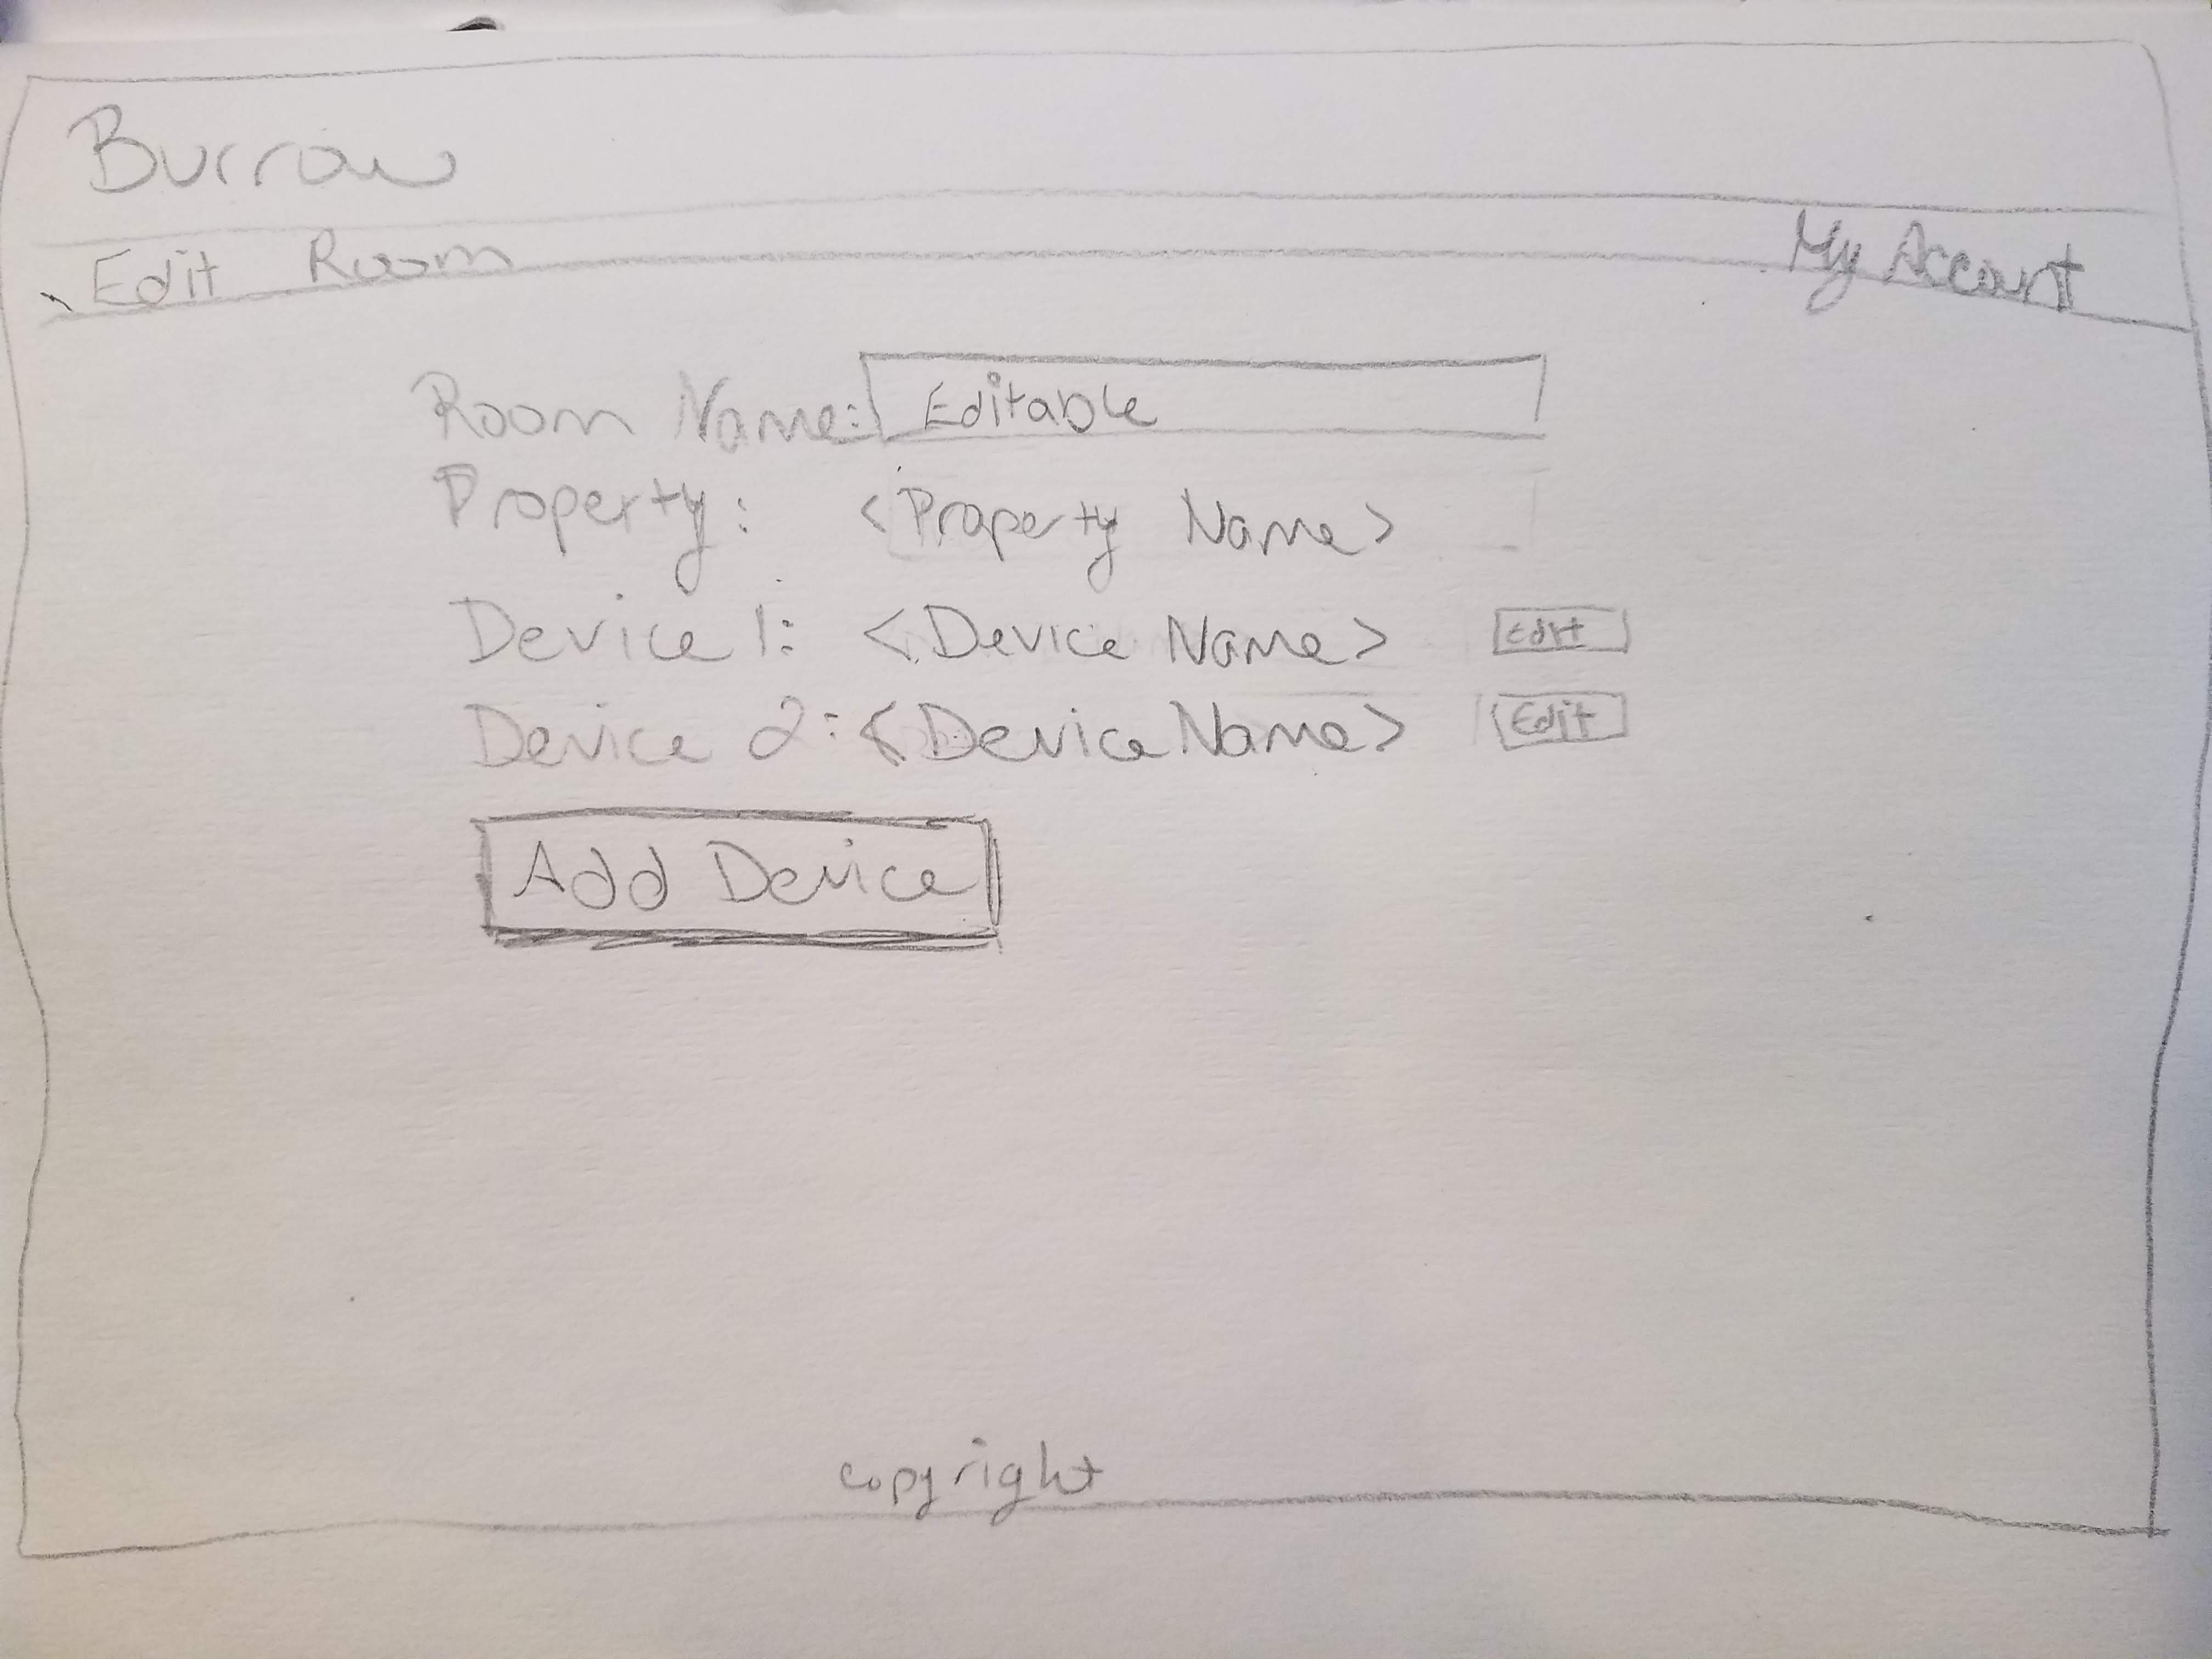 Burrow
Edit Room My Account
Room Name: Editable
Property: <Property Name>
Device 1: <Device Name> Edit
Device 2: <Device Name> Edit
Add Device
copyright